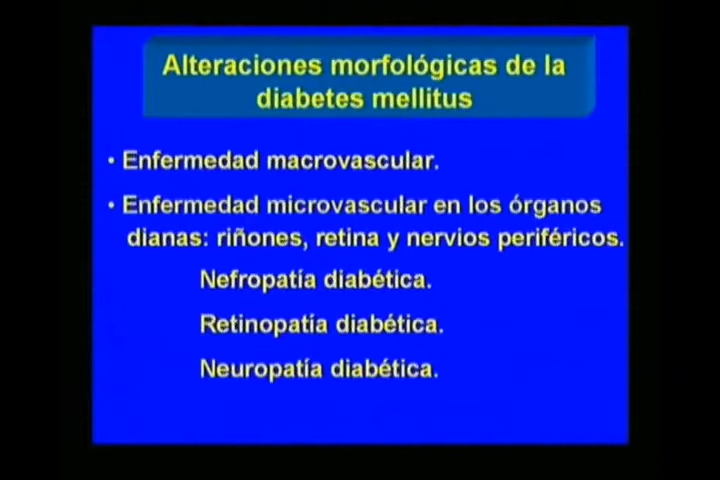 Alteraciones morfológicas de la
diabetes mellitus
• Enfermedad macrovascular.
• Enfermedad microvascular en los órganos
dianas: riñones, retina y nervios periféricos.
Nefropatía diabética.
Retinopatía diabética.
Neuropatía diabética.